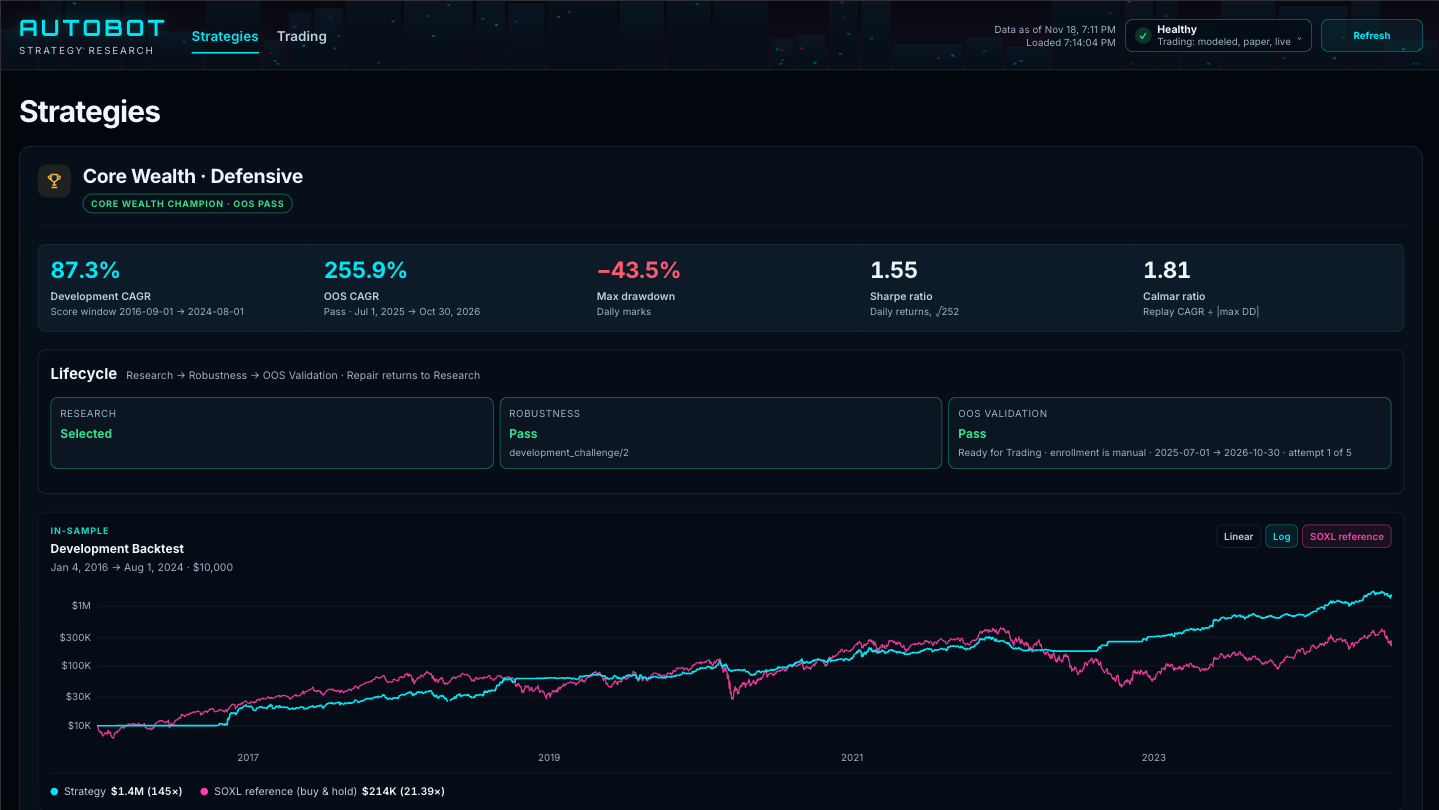 AUTOBOT
STRATEGY RESEARCH
Strategies
Trading
Data as of Nov 18, 7:11 PM
Loaded 7:14:04 PM
Healthy
Trading: modeled, paper, live
Refresh
Strategies
Core Wealth · Defensive
CORE WEALTH CHAMPION · OOS PASS
87.3%
Development CAGR
Score window 2016-09-01 → 2024-08-01
255.9%
OOS CAGR
Pass · Jul 1, 2025 → Oct 30, 2026
−43.5%
Max drawdown
Daily marks
1.55
Sharpe ratio
Daily returns, √252
1.81
Calmar ratio
Replay CAGR ÷ |max DD|
Lifecycle Research → Robustness → OOS Validation · Repair returns to Research
RESEARCH
Selected
ROBUSTNESS
Pass
development_challenge/2
OOS VALIDATION
Pass
Ready for Trading · enrollment is manual · 2025-07-01 → 2026-10-30 · attempt 1 of 5
IN-SAMPLE
Development Backtest
Jan 4, 2016 → Aug 1, 2024 · $10,000
Linear
Log
SOXL reference
$1M
$300K
$100K
$30K
$10K
2017
2019
2021
2023
Strategy $1.4M (145×)
SOXL reference (buy & hold) $214K (21.39×)